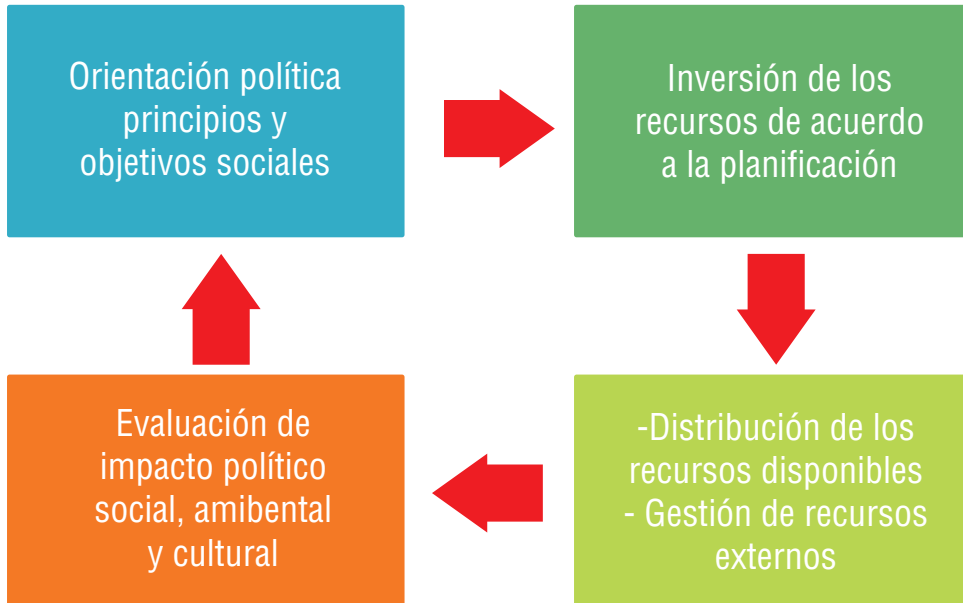 Orientación política
principios y
objetivos sociales
Inversión de los
recursos de acuerdo
a la planificación
-Distribución de los
recursos disponibles
- Gestión de recursos
externos
Evaluación de
impacto político
social, amibental
y cultural